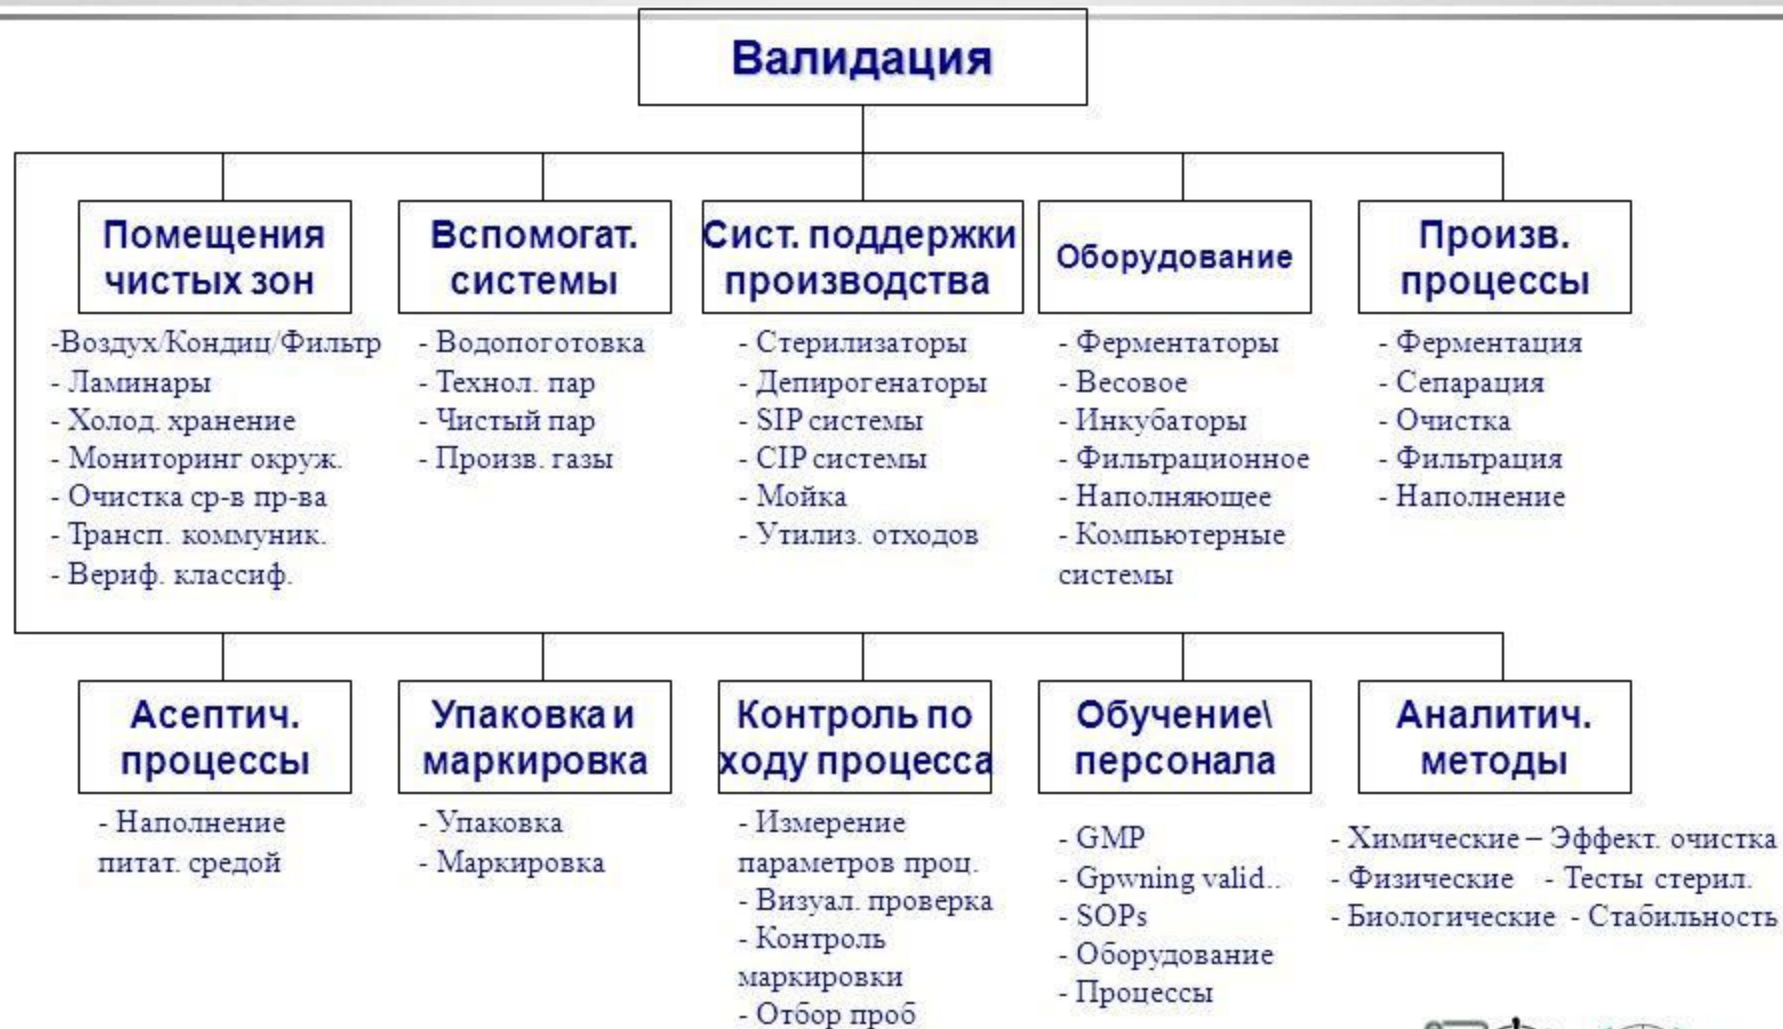 Валидация
Помещения
чистых зон
-Воздух/Кондиц/Фильтр
- Ламинары
- Холод. хранение
- Мониторинг окруж.
- Очистка ср-в пр-ва
- Трансп. коммуник.
- Вериф. классиф.
Вспомогат.
системы
- Водопоготовка
- Технол. пар
- Чистый пар
- Произв. газы
Сист. поддержки
производства
- Стерилизаторы
- Депирогенаторы
- SIP системы
- CIP системы
- Мойка
- Утилиз. отходов
Оборудование
- Ферментаторы
- Весовое
- Инкубаторы
- Фильтрационное
- Наполняющее
- Компьютерные
системы
Произв.
процессы
- Ферментация
- Сепарация
- Очистка
- Фильтрация
- Наполнение
Асептич.
процессы
- Наполнение
питат. средой
Упаковка и
маркировка
- Упаковка
- Маркировка
Контроль по
ходу процесса
- Измерение
параметров проц.
- Визуал. проверка
- Контроль
маркировки
- Отбор проб
Обучение\
персонала
- GMP
- Gpwning valid..
- SOPs
- Оборудование
- Процессы
Аналитич.
методы
- Химические – Эффект. очистка
- Физические - Тесты стерил.
- Биологические - Стабильность